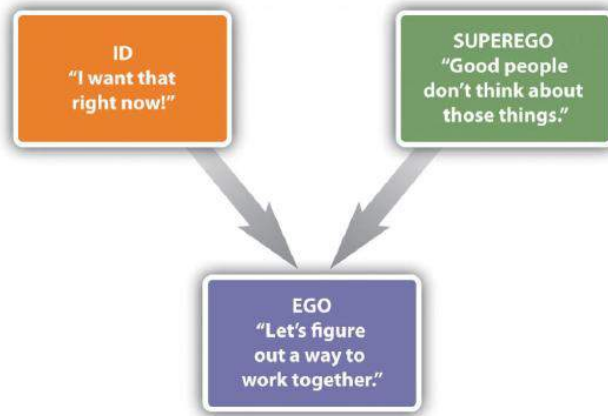 ID
“I want that
right now!”
SUPEREGO
“Good people
don’t think about
those things.”
EGO
“Let’s figure
out a way to
work together.”